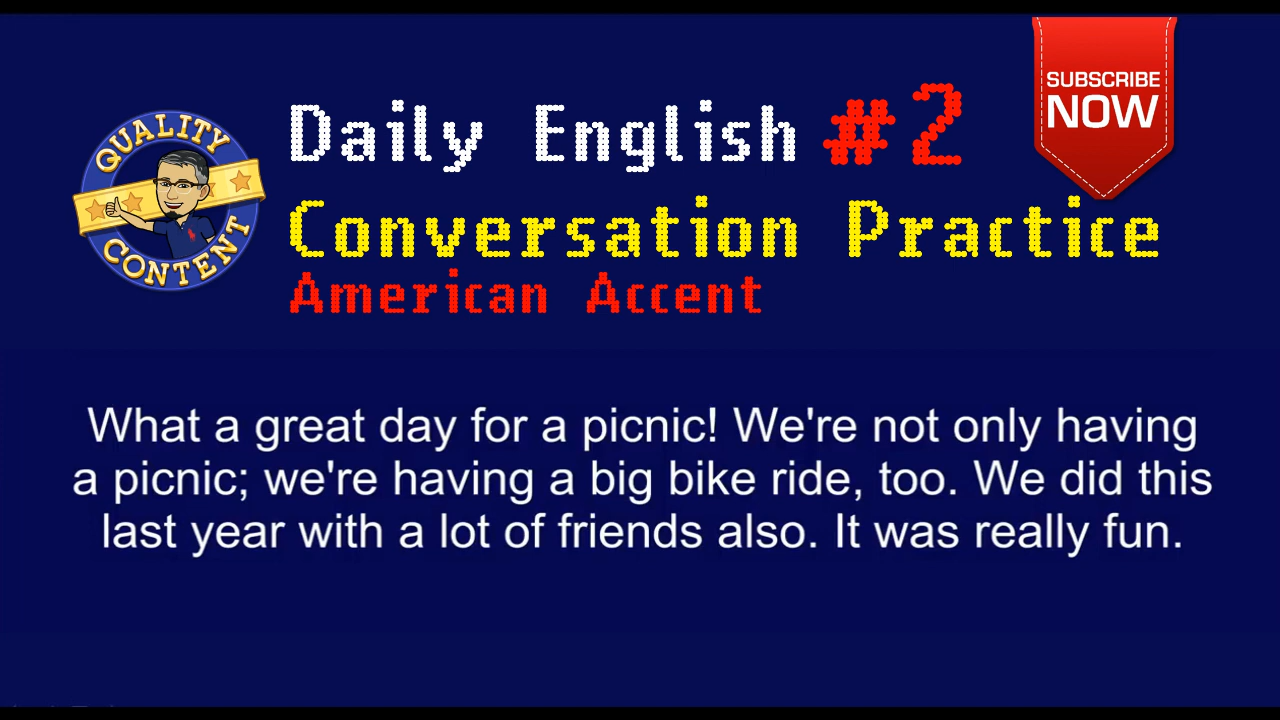 SUBSCRIBE
NOW
QUALITY
CONTENT
Daily English #2
Conversation Practice
American Accent
What a great day for a picnic! We're not only having
a picnic; we're having a big bike ride, too. We did this
last year with a lot of friends also. It was really fun.